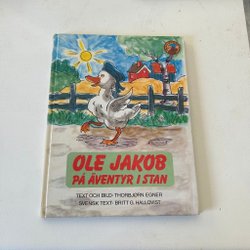 OLE JAKOB
PÅ ÄVENTYR I STAN
TEXT OCH BILD: THORBJØRN EGNER
SVENSK TEXT: BRITT G. HALLQVIST